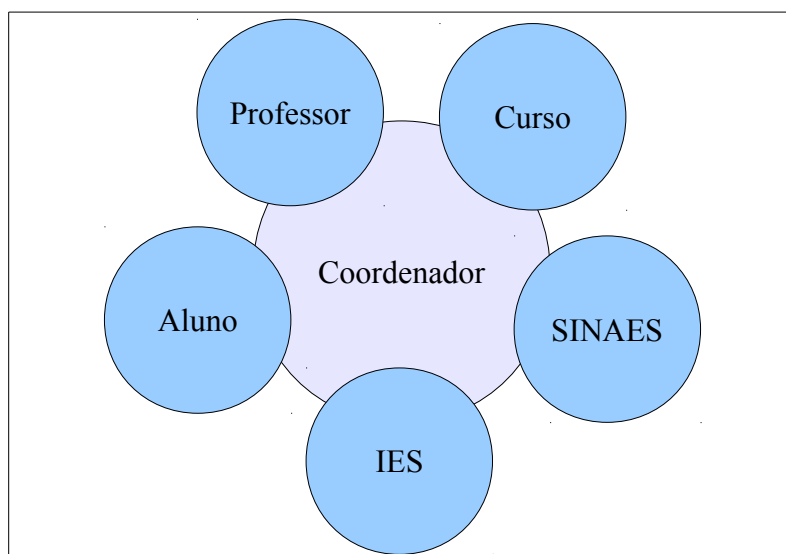 Professor
Curso
Coordenador
Aluno
SINAES
IES